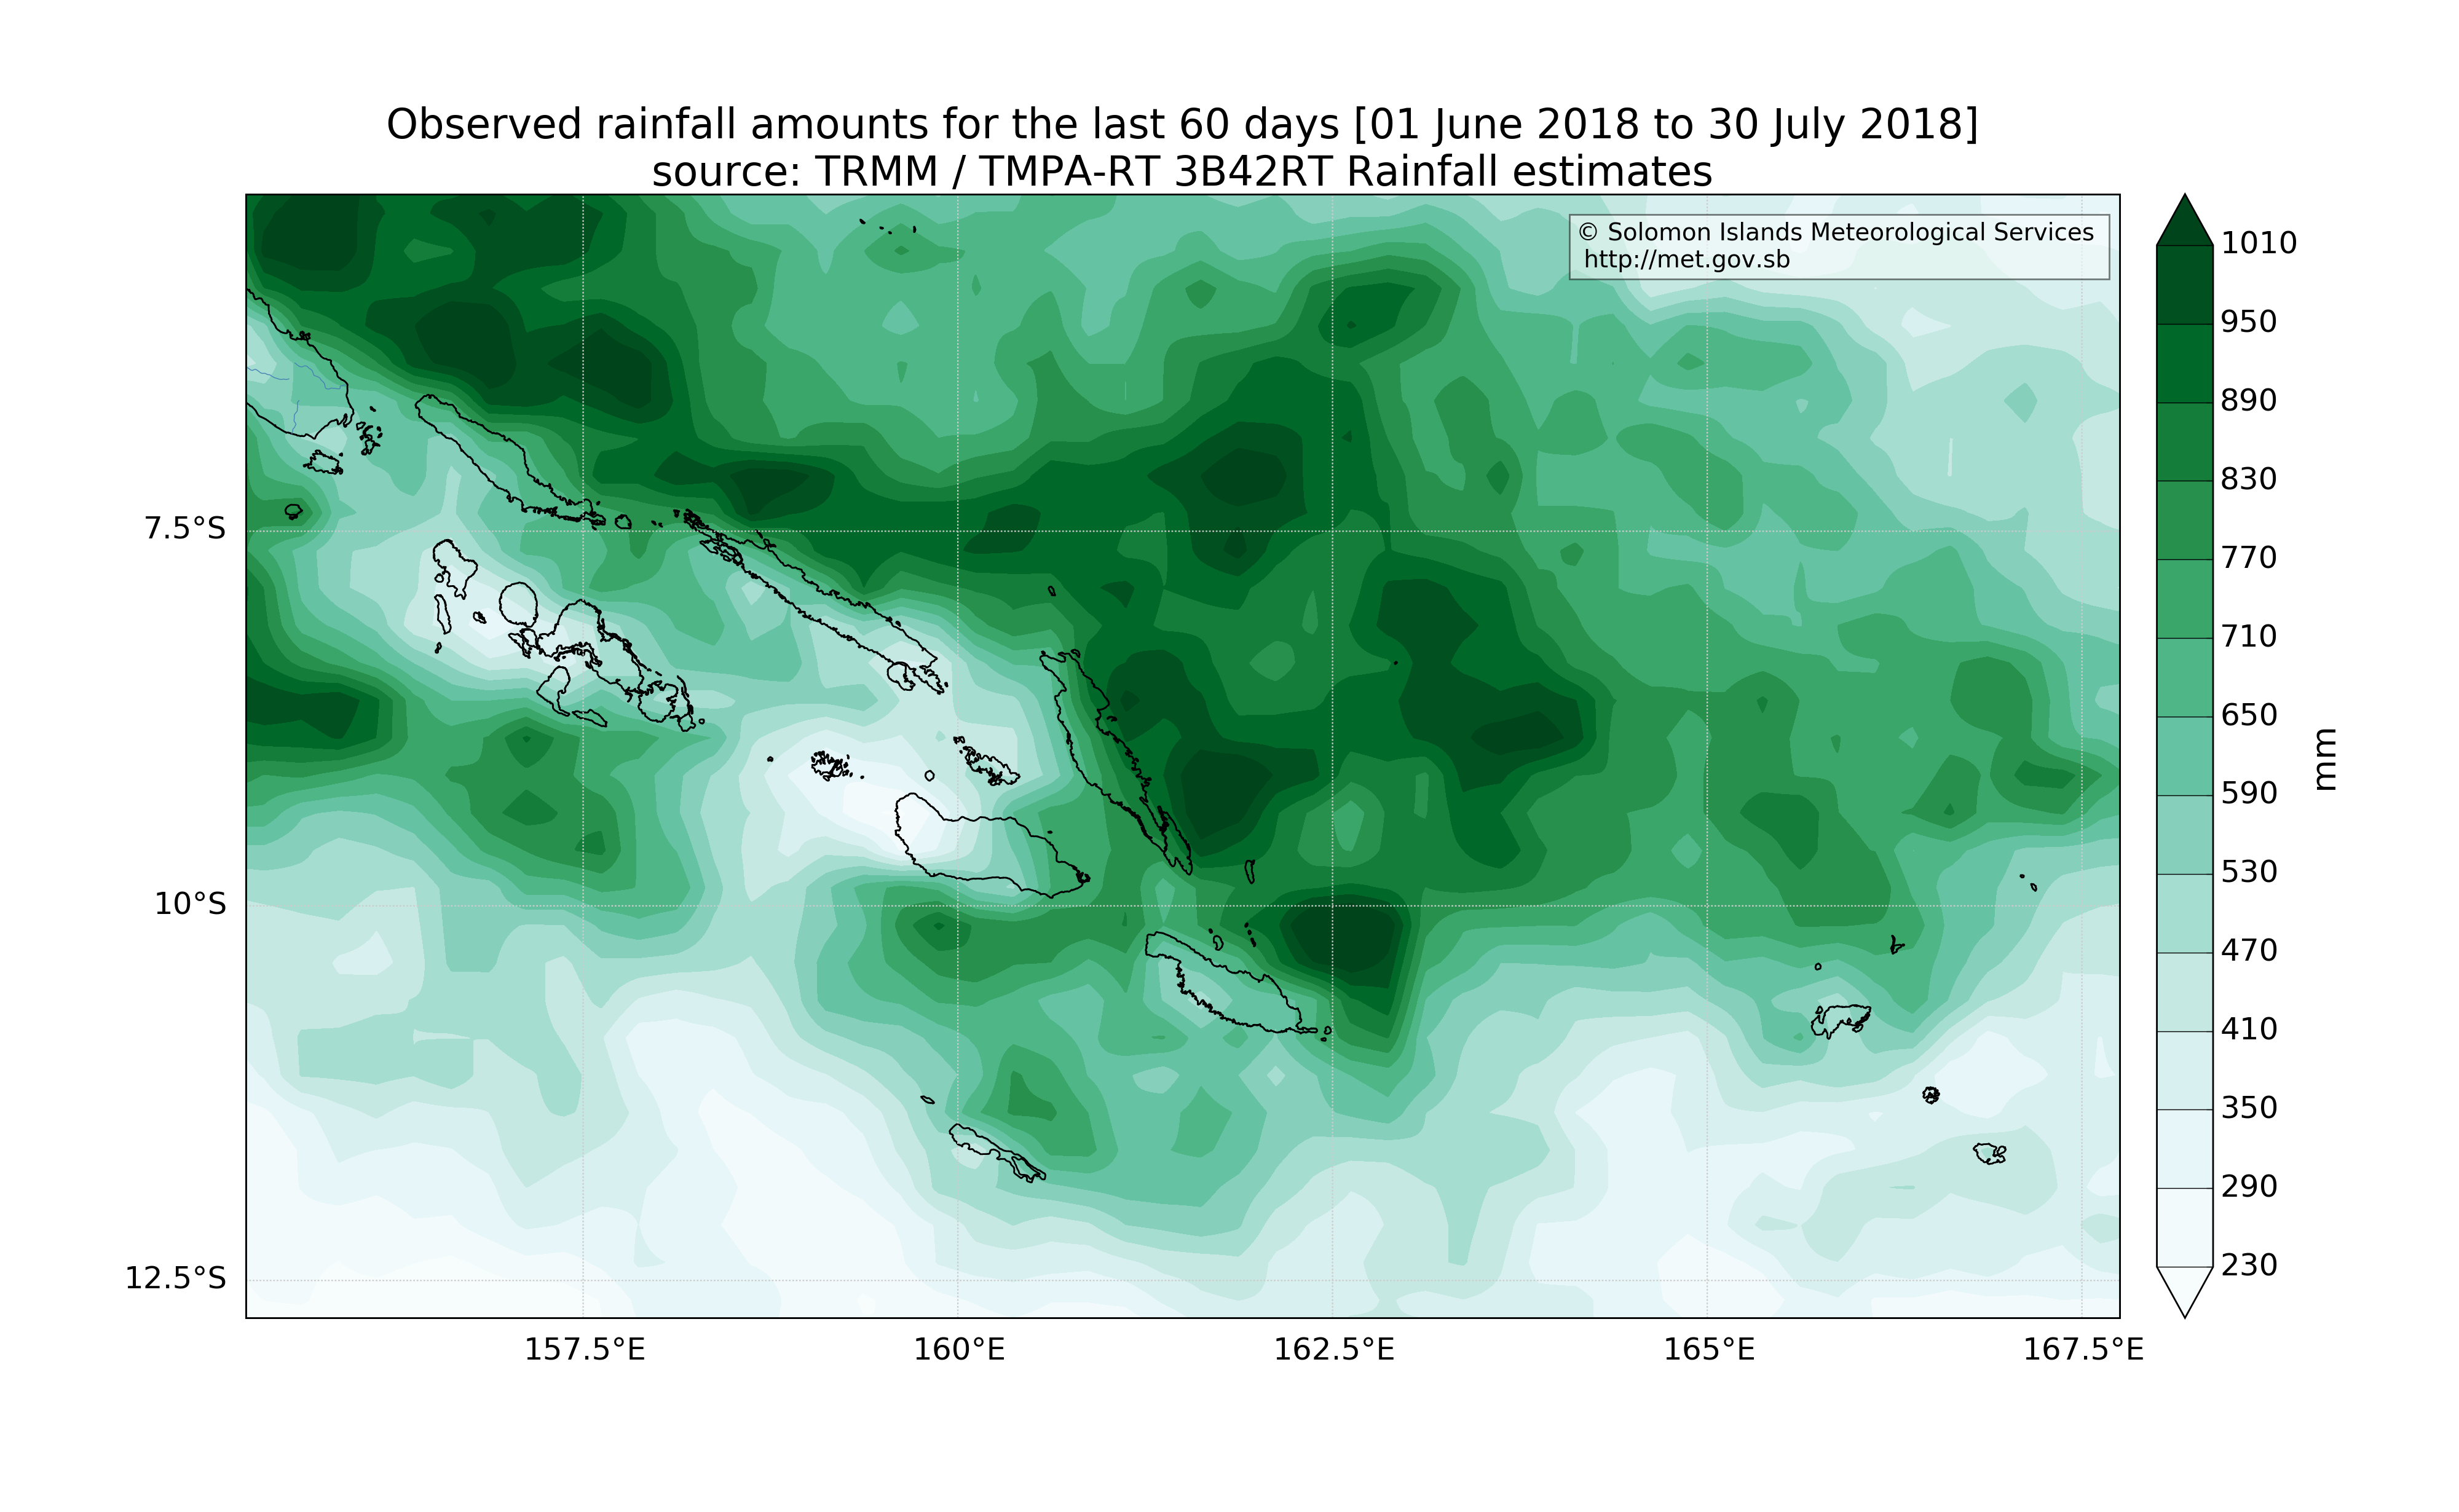 Observed rainfall amounts for the last 60 days [01 June 2018 to 30 July 2018]
source: TRMM / TMPA-RT 3B42RT Rainfall estimates
© Solomon Islands Meteorological Services
http://met.gov.sb
7.5°S
10°S
12.5°S
157.5°E
160°E
162.5°E
165°E
167.5°E
1010
950
890
830
770
710
650
590
530
470
410
350
290
230
mm